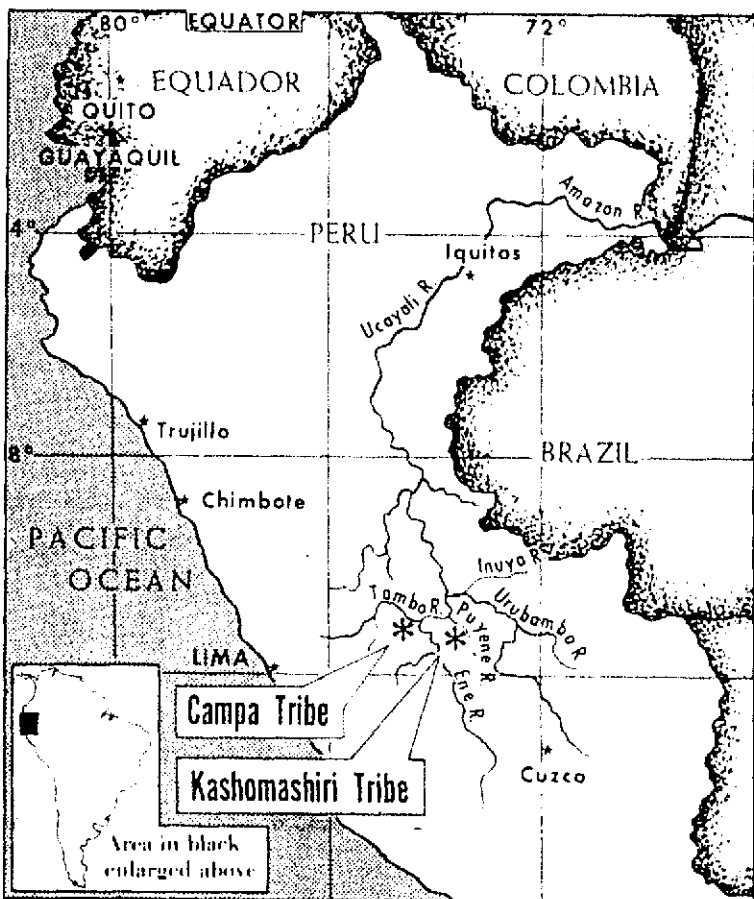 80° EQUATOR 72°
EQUADOR
COLOMBIA
QUITO
GUAYAQUIL
Amazon R.
4°
PERU
Iquitos
Ucayali R.
Trujillo
8°
BRAZIL
Chimbote
PACIFIC
OCEAN
Inuya R.
Tambo R.
Urubamba R.
Puyene R.
LIMA
Ene R.
Campa Tribe
Kashomashiri Tribe
Cuzco
Area in black
enlarged above